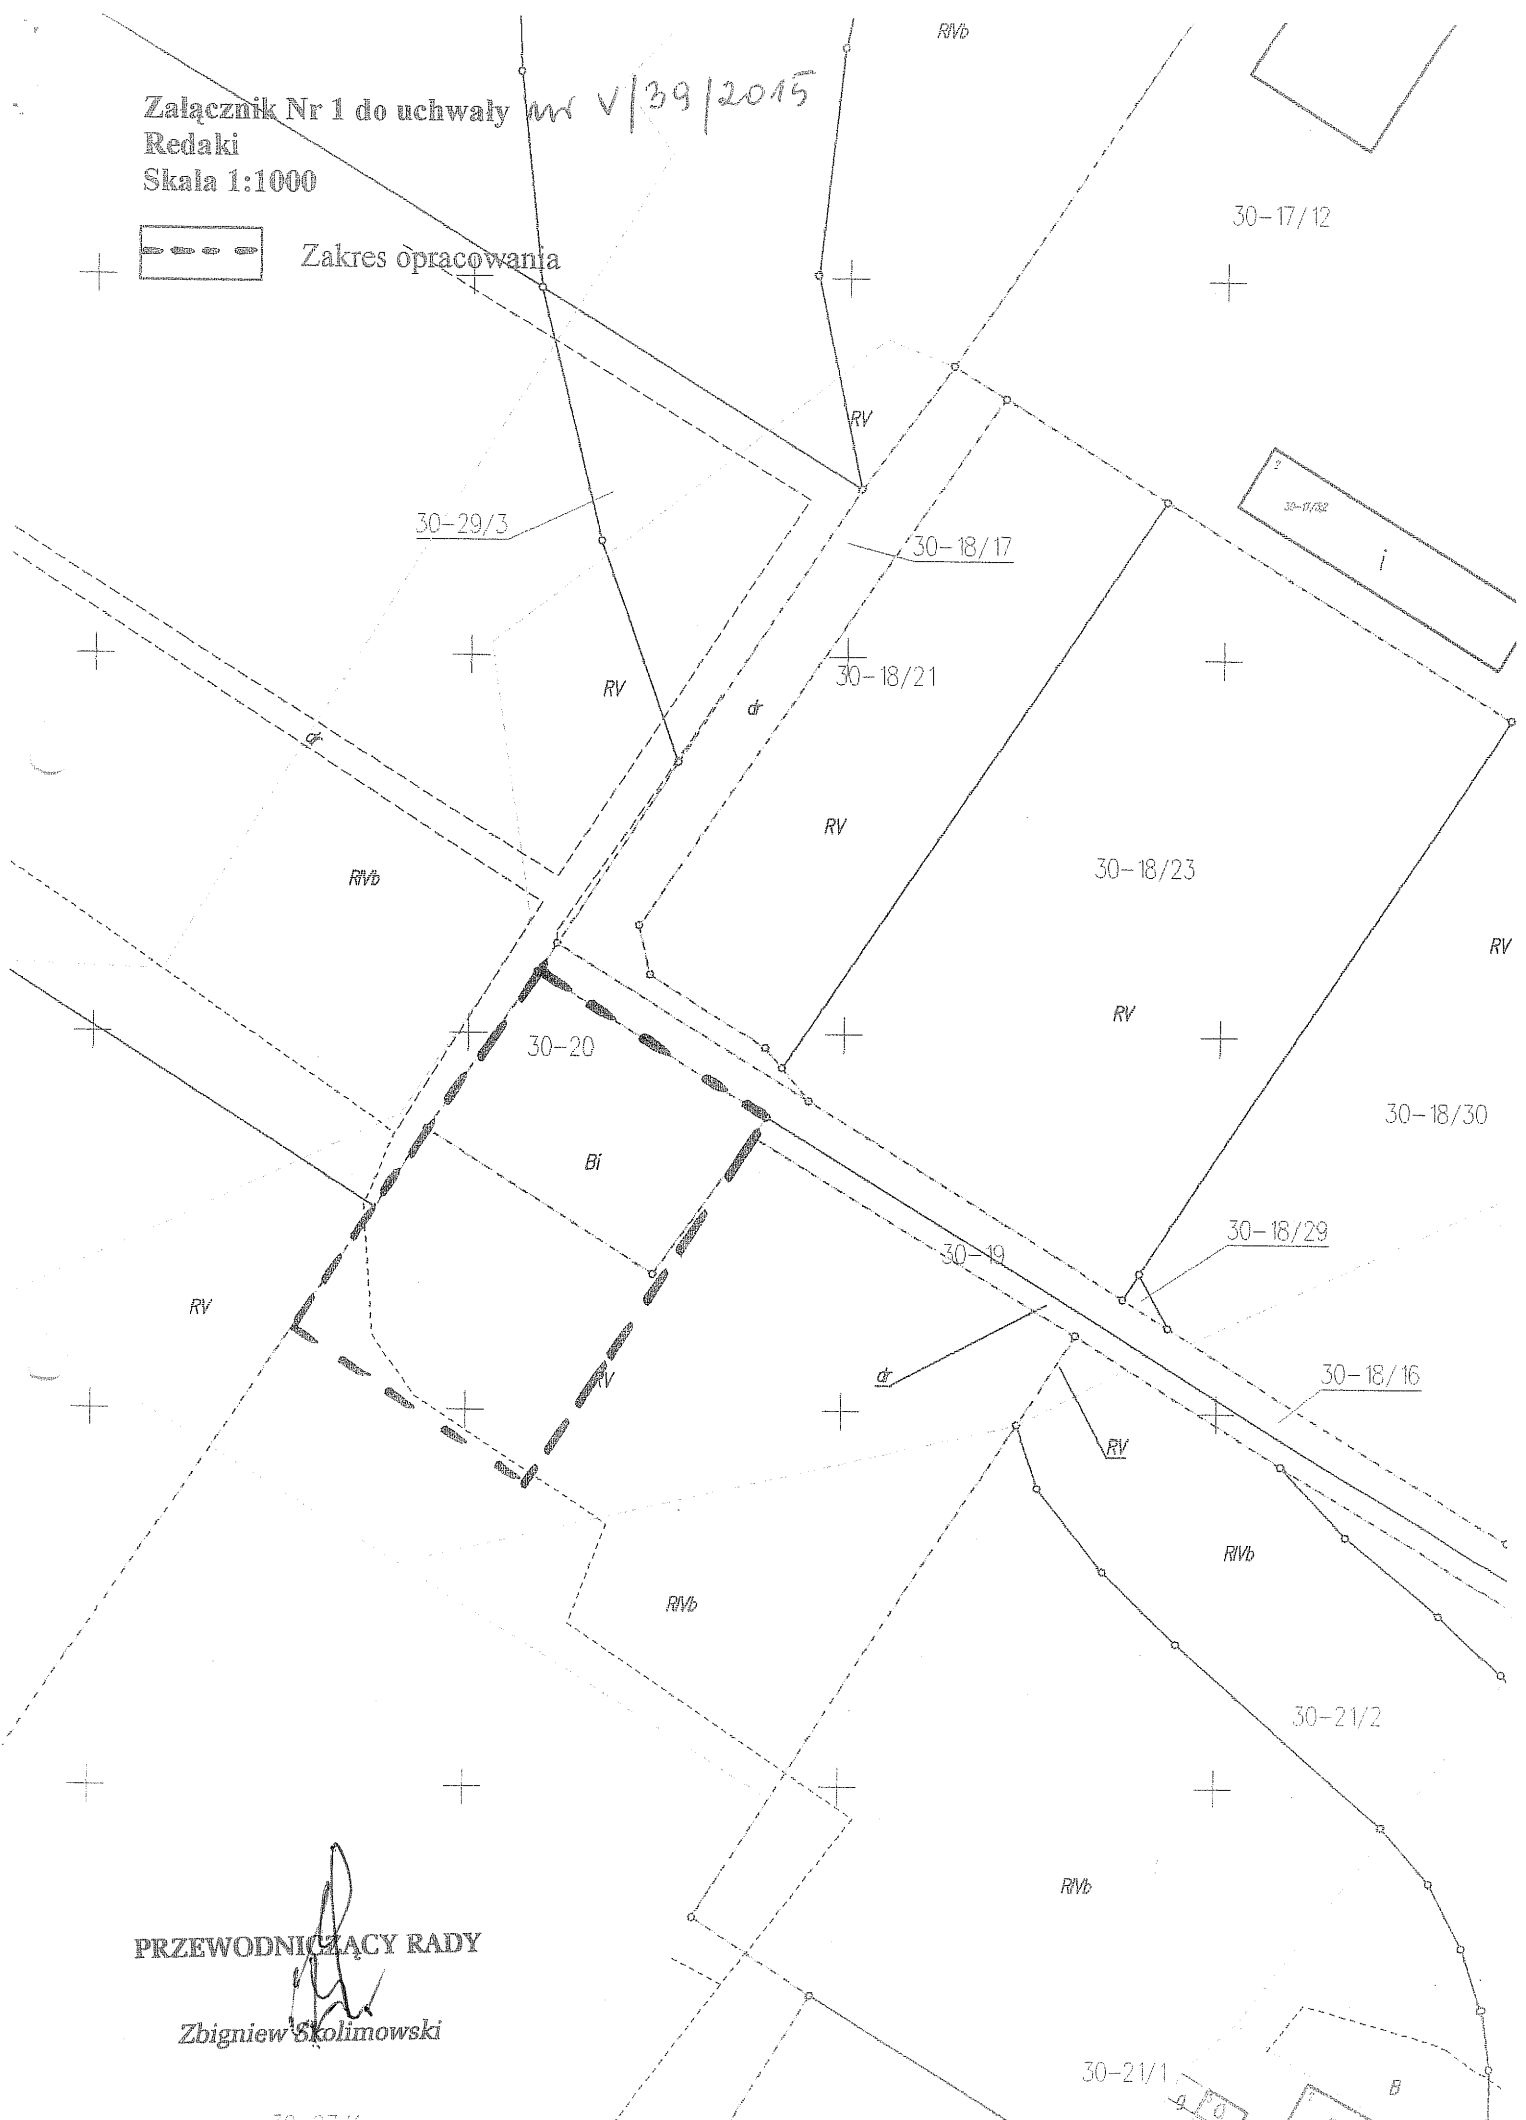 RIVb
Załącznik Nr 1 do uchwały nr V/39/2015
Redaki
Skala 1:1000
30-17/12
Zakres opracowania
RV
2
30-29/3
30-18/17
i
30-18/21
RV
dr
dr
RV
30-18/23
RIVb
RV
RV
30-20
30-18/30
Bi
30-18/29
30-19
RV
dr
RV
30-18/16
RV
RIVb
RIVb
30-21/2
RIVb
PRZEWODNICZĄCY RADY
Zbigniew Skolimowski
30-21/1
B
g
g